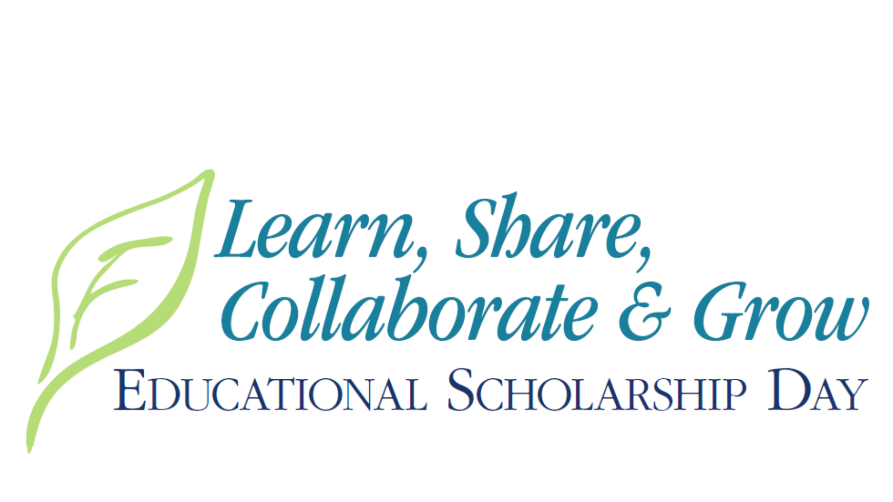 Learn, Share,
Collaborate & Grow
EDUCATIONAL SCHOLARSHIP DAY